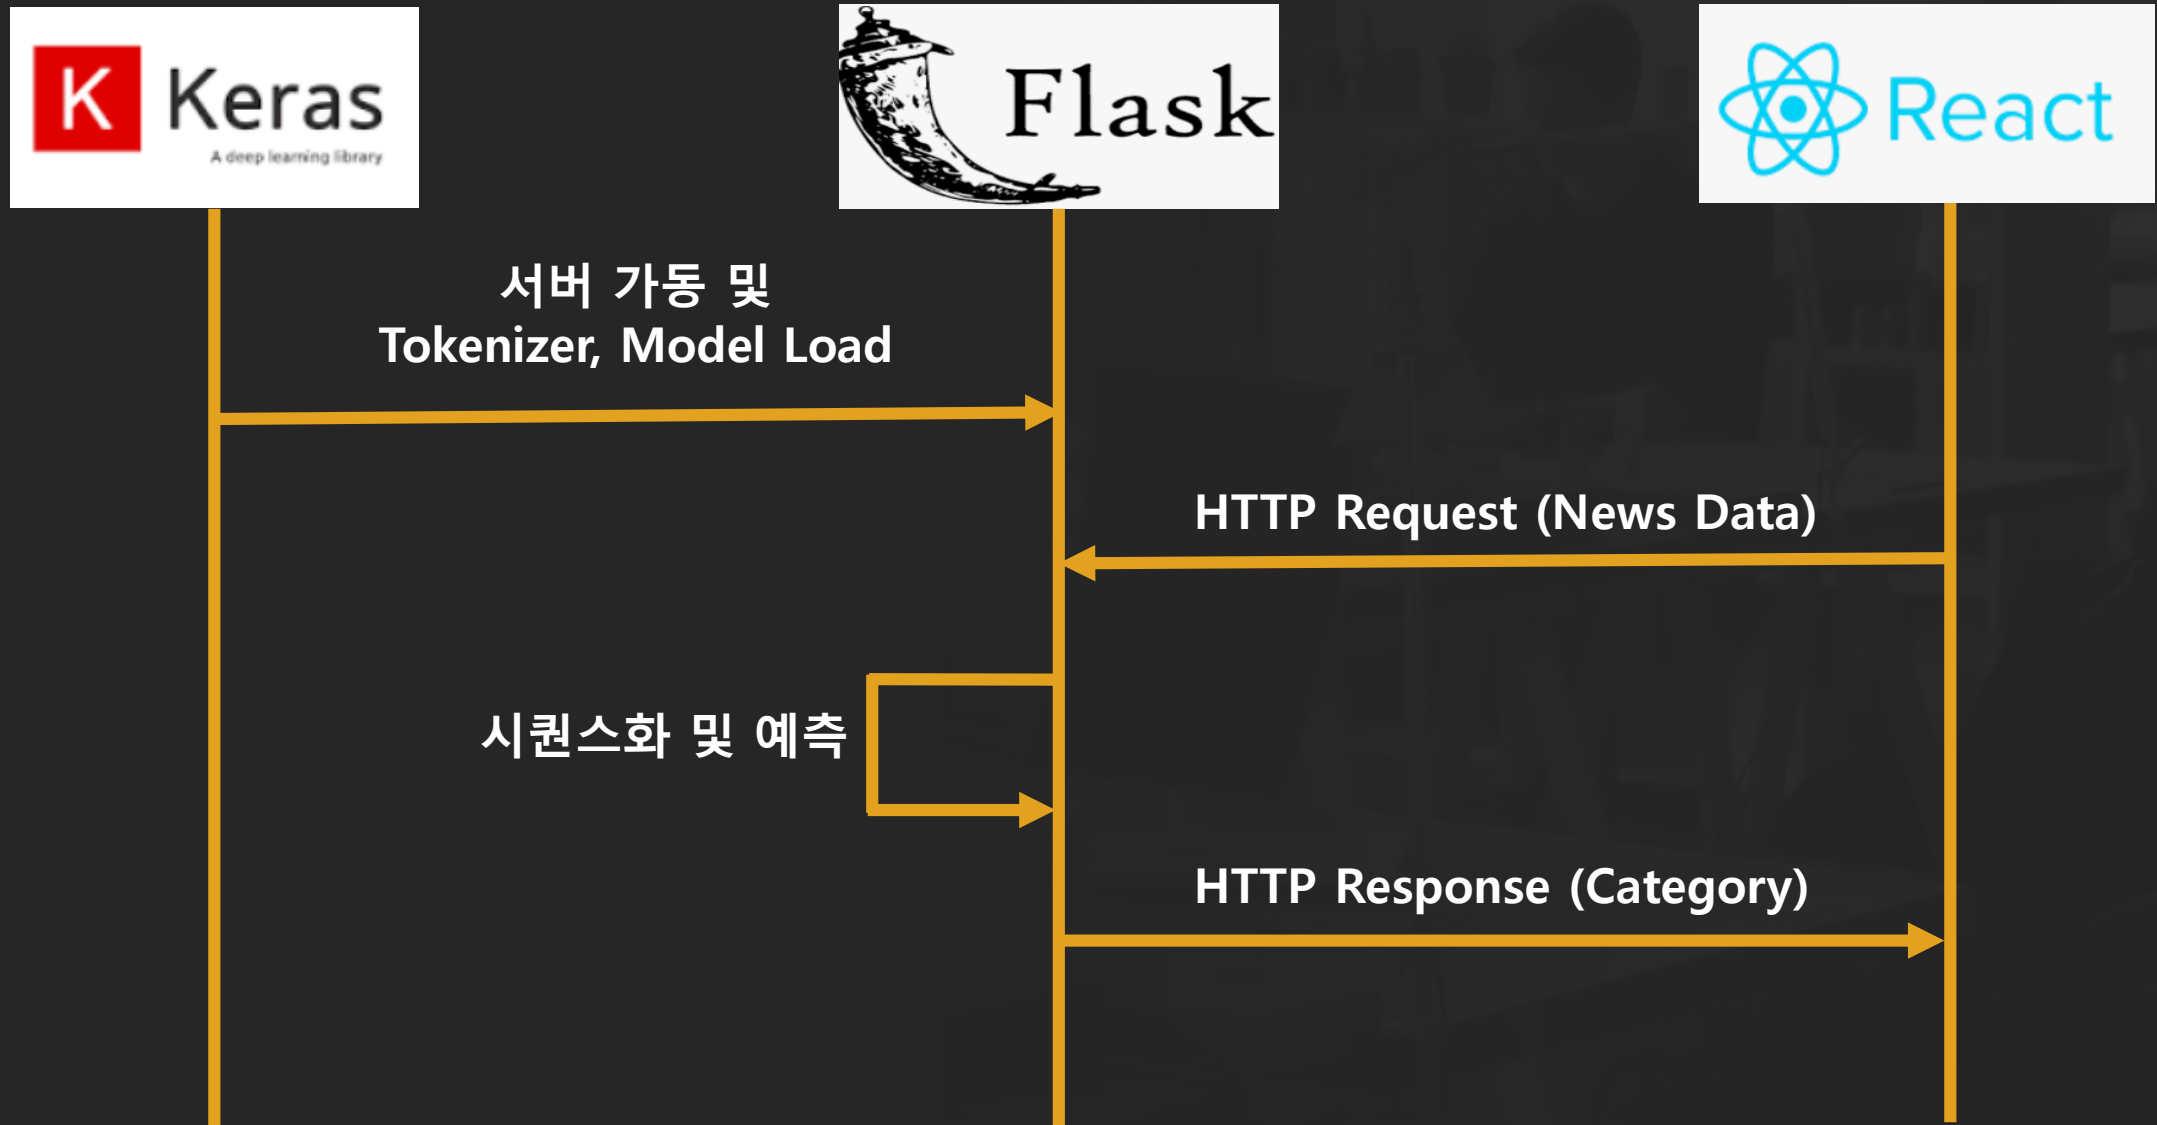 K Keras
A deep learning library
Flask
React
서버 가동 및
Tokenizer, Model Load
HTTP Request (News Data)
시퀀스화 및 예측
HTTP Response (Category)